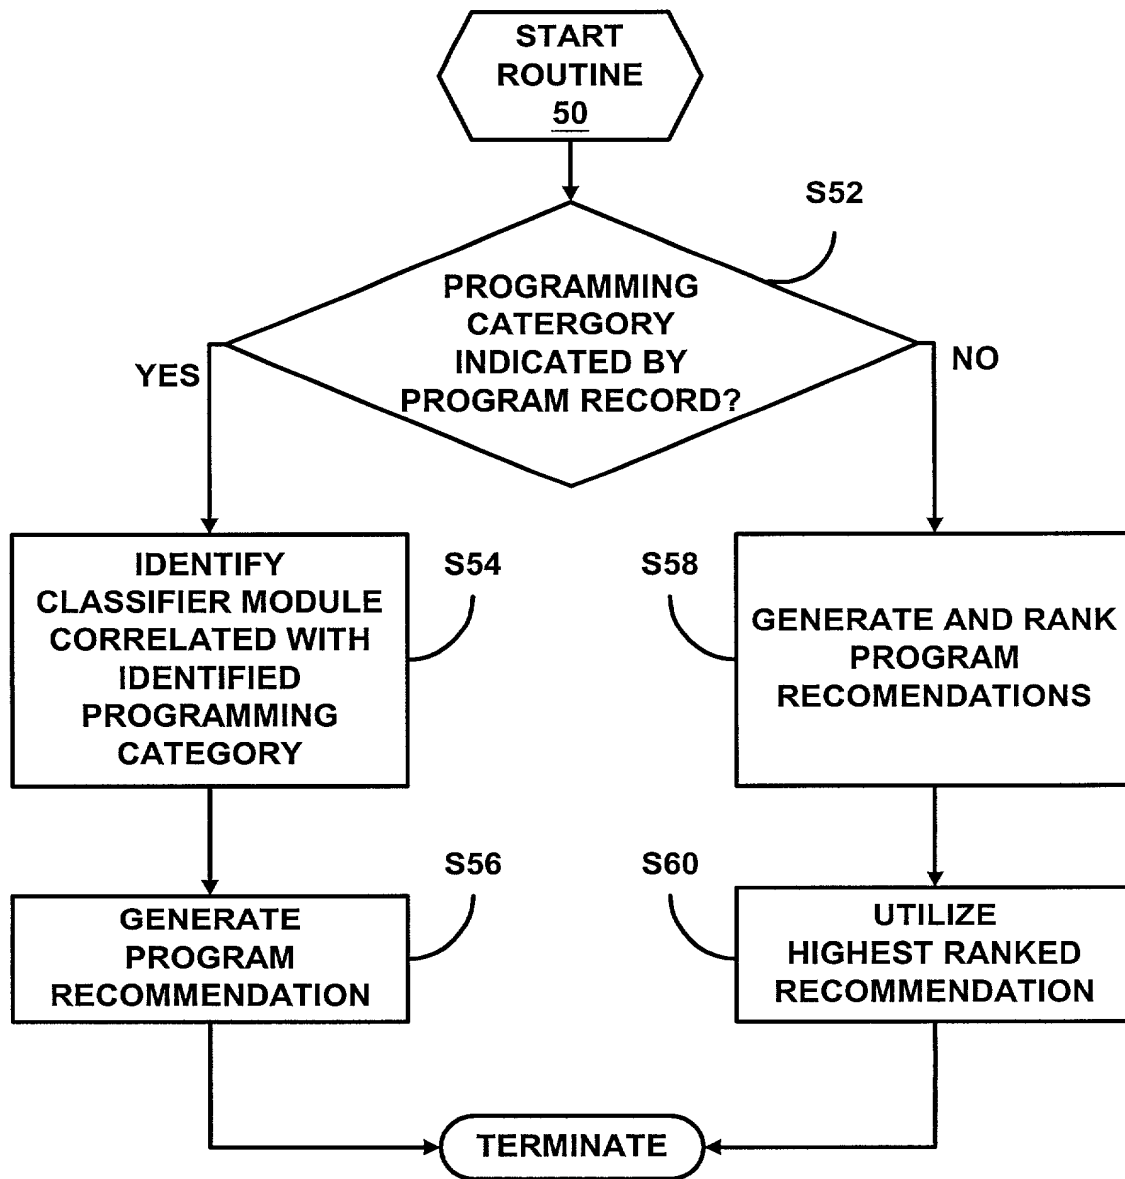 START
ROUTINE
50
S52
PROGRAMMING
CATERGORY
INDICATED BY
PROGRAM RECORD?
YES
NO
IDENTIFY
CLASSIFIER MODULE
CORRELATED WITH
IDENTIFIED
PROGRAMMING
CATEGORY
S54
S58
GENERATE AND RANK
PROGRAM
RECOMENDATIONS
GENERATE
PROGRAM
RECOMMENDATION
S56
S60
UTILIZE
HIGHEST RANKED
RECOMMENDATION
TERMINATE